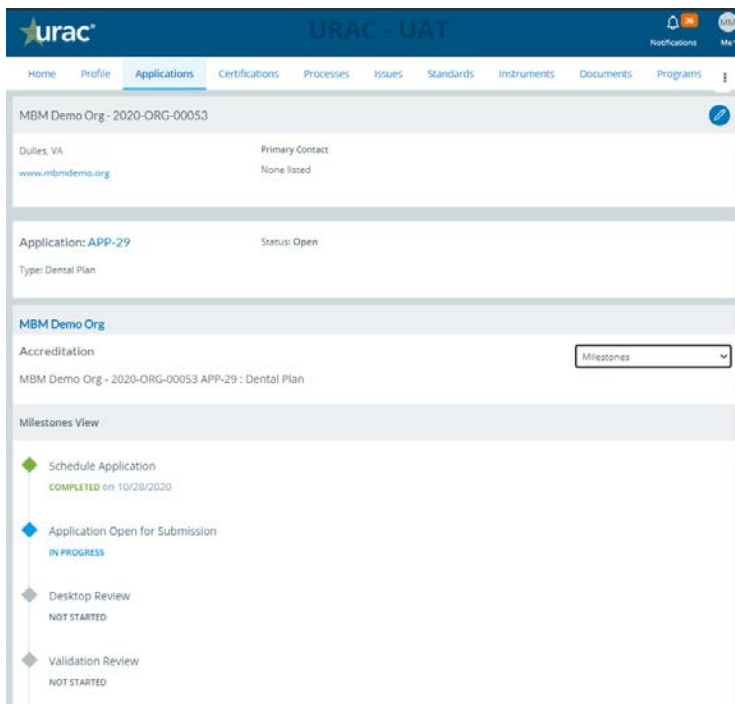 urac
URAC - UAT
36
MM
Notifications
Me
Home Profile Applications Certifications Processes Issues Standards Instruments Documents Programs
MBM Demo Org - 2020-ORG-00053
Dulles, VA
Primary Contact
www.mbmdemo.org
None listed
Application: APP-29
Status: Open
Type: Dental Plan
MBM Demo Org
Accreditation
Milestones
MBM Demo Org - 2020-ORG-00053 APP-29 : Dental Plan
Milestones View
Schedule Application
COMPLETED on 10/28/2020
Application Open for Submission
IN PROGRESS
Desktop Review
NOT STARTED
Validation Review
NOT STARTED